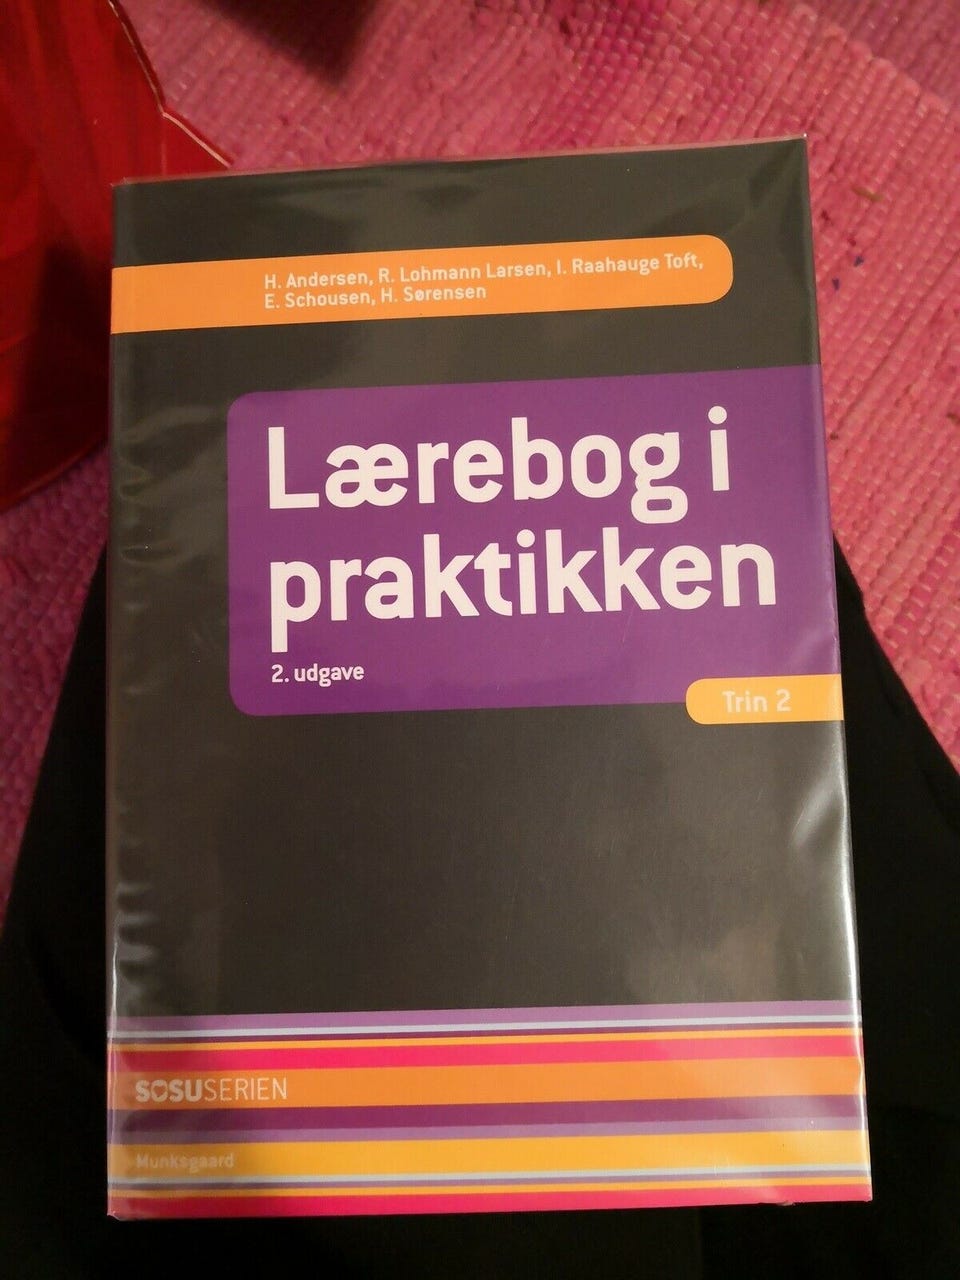 H. Andersen, R. Lohmann Larsen, I. Raahauge Toft,
E. Schousen, H. Sørensen
Lærebog i
praktikken
2. udgave
Trin 2
SOSUSERIEN
Munksgaard